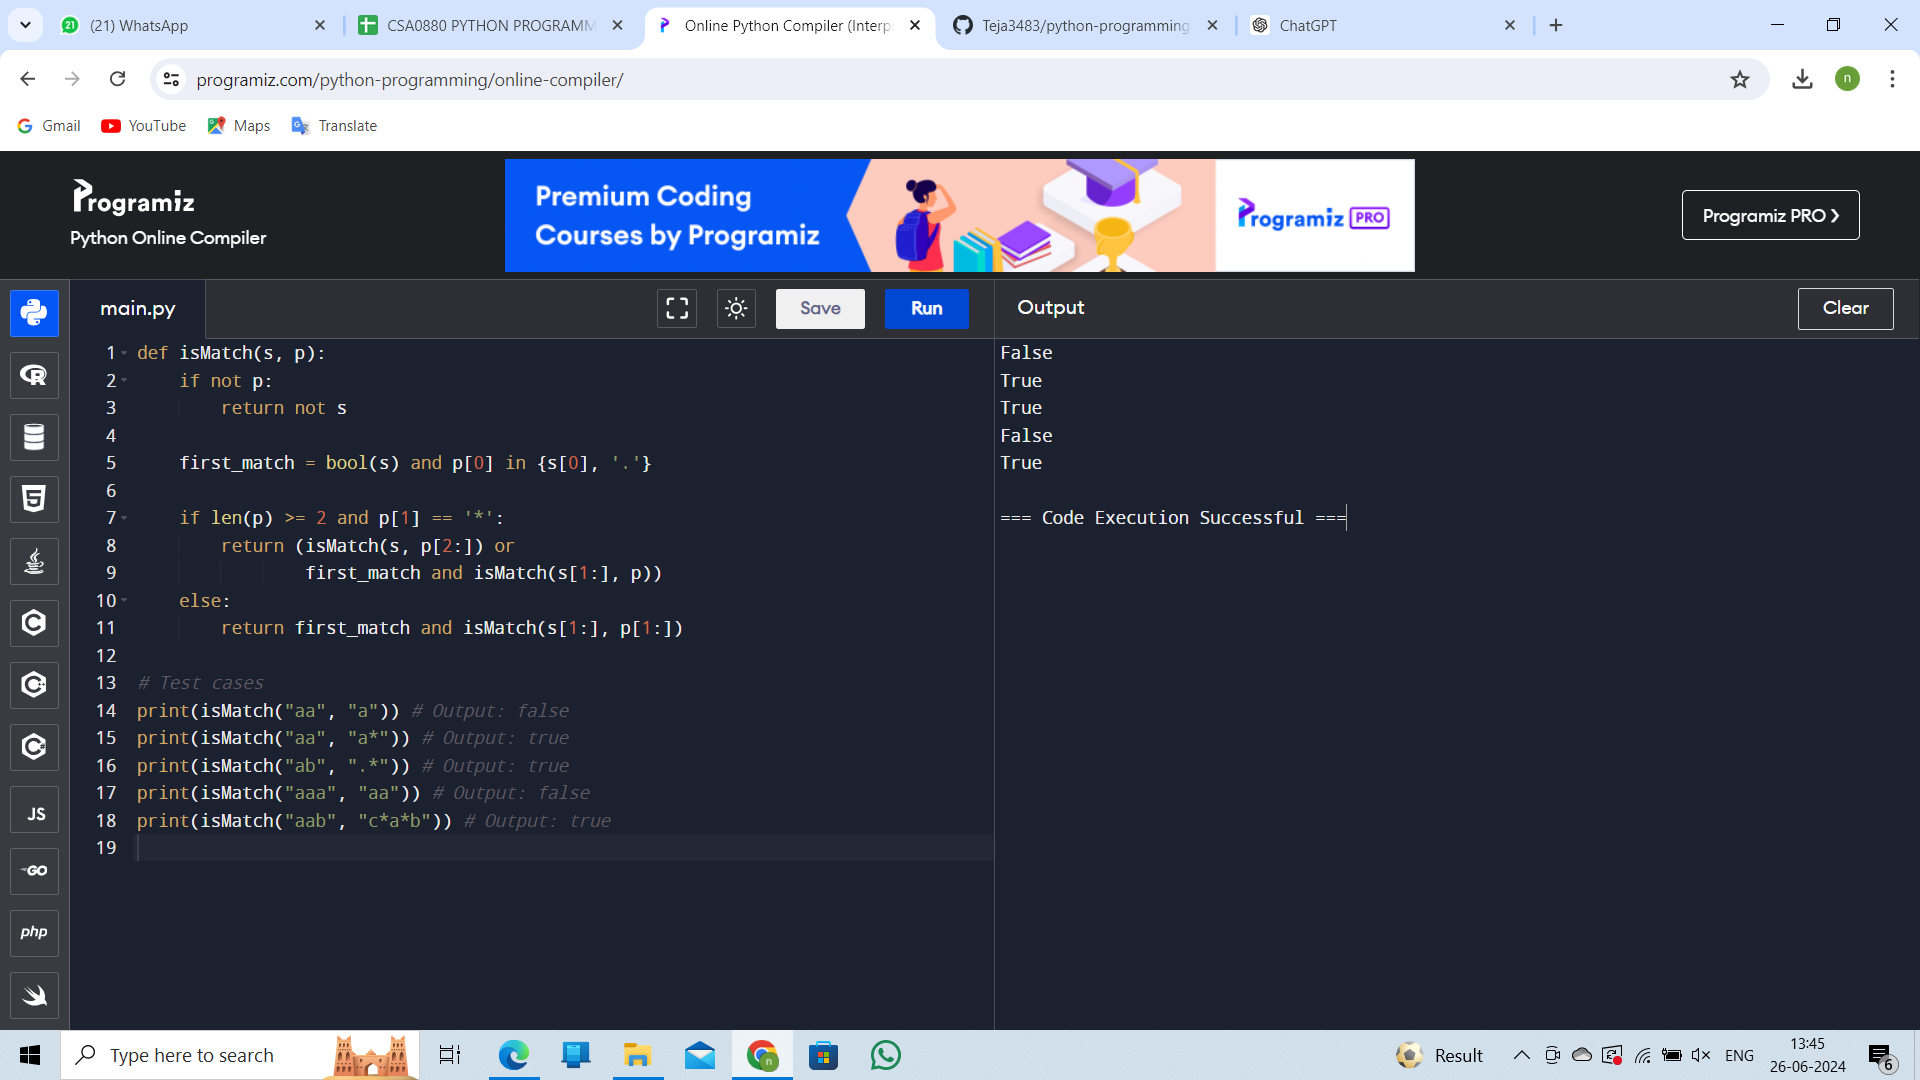 21 (21) WhatsApp
CSA0880 PYTHON PROGRAMM
Online Python Compiler (Interp
Teja3483/python-programming
ChatGPT
programiz.com/python-programming/online-compiler/
n
Gmail
YouTube
Maps
Translate
Programiz
Python Online Compiler
Premium Coding
Courses by Programiz
Programiz PRO
Programiz PRO ❯
main.py
Save
Run
Output
Clear
1 def isMatch(s, p):
2     if not p:
3         return not s
4
5     first_match = bool(s) and p[0] in {s[0], '.'}
6
7     if len(p) >= 2 and p[1] == '*':
8         return (isMatch(s, p[2:]) or
9                 first_match and isMatch(s[1:], p))
10     else:
11         return first_match and isMatch(s[1:], p[1:])
12
13 # Test cases
14 print(isMatch("aa", "a")) # Output: false
15 print(isMatch("aa", "a*")) # Output: true
16 print(isMatch("ab", ".*")) # Output: true
17 print(isMatch("aaa", "aa")) # Output: false
18 print(isMatch("aab", "c*a*b")) # Output: true
19
False
True
True
False
True
=== Code Execution Successful ===
R
5
C
C
C
JS
GO
php
Type here to search
n
Result
ENG
13:45
26-06-2024
6